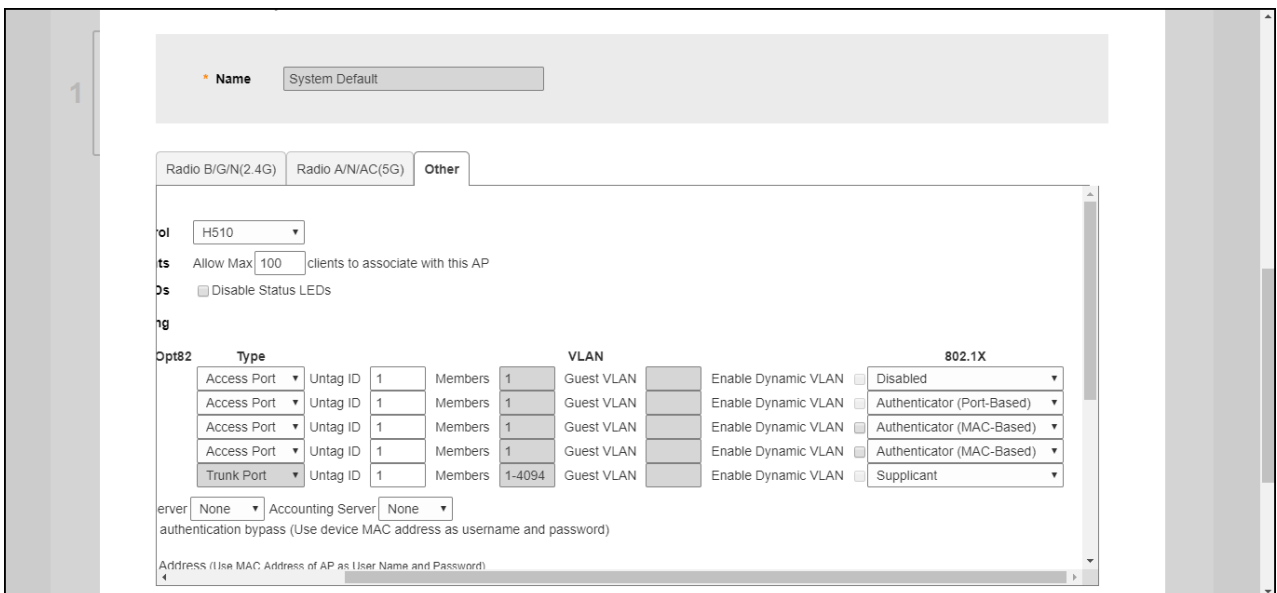 1
* Name System Default
Radio B/G/N(2.4G) Radio A/N/AC(5G) Other
rol H510
ts Allow Max 100 clients to associate with this AP
Ds Disable Status LEDs
ng
Opt82 Type VLAN 802.1X
Access Port Untag ID 1 Members 1 Guest VLAN Enable Dynamic VLAN Disabled
Access Port Untag ID 1 Members 1 Guest VLAN Enable Dynamic VLAN Authenticator (Port-Based)
Access Port Untag ID 1 Members 1 Guest VLAN Enable Dynamic VLAN Authenticator (MAC-Based)
Access Port Untag ID 1 Members 1 Guest VLAN Enable Dynamic VLAN Authenticator (MAC-Based)
Trunk Port Untag ID 1 Members 1-4094 Guest VLAN Enable Dynamic VLAN Supplicant
erver None Accounting Server None
authentication bypass (Use device MAC address as username and password)
Address (Use MAC Address of AP as User Name and Password)